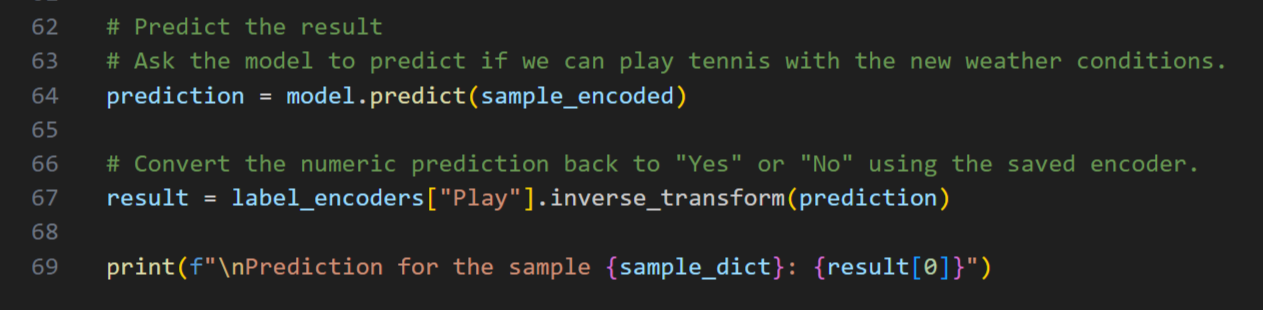 62 # Predict the result
63 # Ask the model to predict if we can play tennis with the new weather conditions.
64 prediction = model.predict(sample_encoded)
65
66 # Convert the numeric prediction back to "Yes" or "No" using the saved encoder.
67 result = label_encoders["Play"].inverse_transform(prediction)
68
69 print(f"\nPrediction for the sample {sample_dict}: {result[0]}")